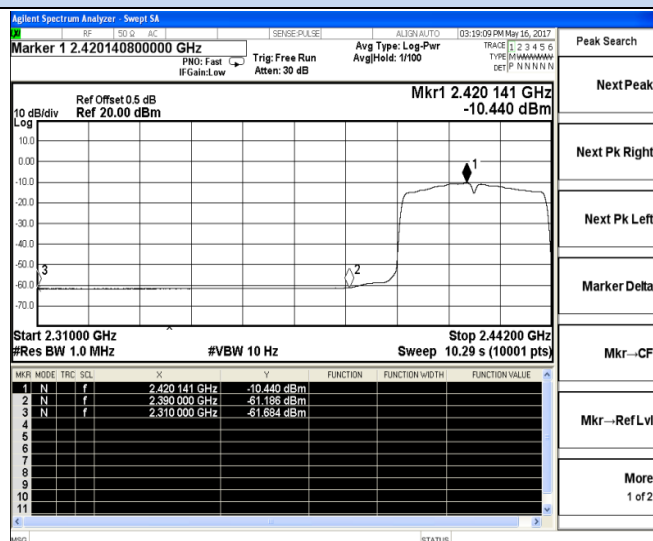 Agilent Spectrum Analyzer - Swept SA
RF 50 Ω AC SENSE:PULSE ALIGN AUTO 03:19:09 PM May 16, 2017
Marker 1 2.420140800000 GHz
PNO: Fast
IFGain:Low
Trig: Free Run
Atten: 30 dB
Avg Type: Log-Pwr
Avg|Hold: 1/100
TRACE 1 2 3 4 5 6
TYPE M WWWWW
DET P N N N N N
Peak Search
Next Peak
Next Pk Right
Next Pk Left
Marker Delta
Mkr→CF
Mkr→Ref Lvl
More
1 of 2
Ref Offset 0.5 dB
10 dB/div Ref 20.00 dBm
Log
Mkr1 2.420 141 GHz
-10.440 dBm
10.0
0.00
-10.0
-20.0
-30.0
-40.0
-50.0
-60.0
-70.0
1
2
3
Start 2.31000 GHz Stop 2.44200 GHz
#Res BW 1.0 MHz #VBW 10 Hz Sweep 10.29 s (10001 pts)
MKR MODE TRC SCL X Y FUNCTION FUNCTION WIDTH FUNCTION VALUE
1 N f 2.420 141 GHz -10.440 dBm
2 N f 2.390 000 GHz -61.186 dBm
3 N f 2.310 000 GHz -61.684 dBm
4
5
6
7
8
9
10
11
MSG STATUS